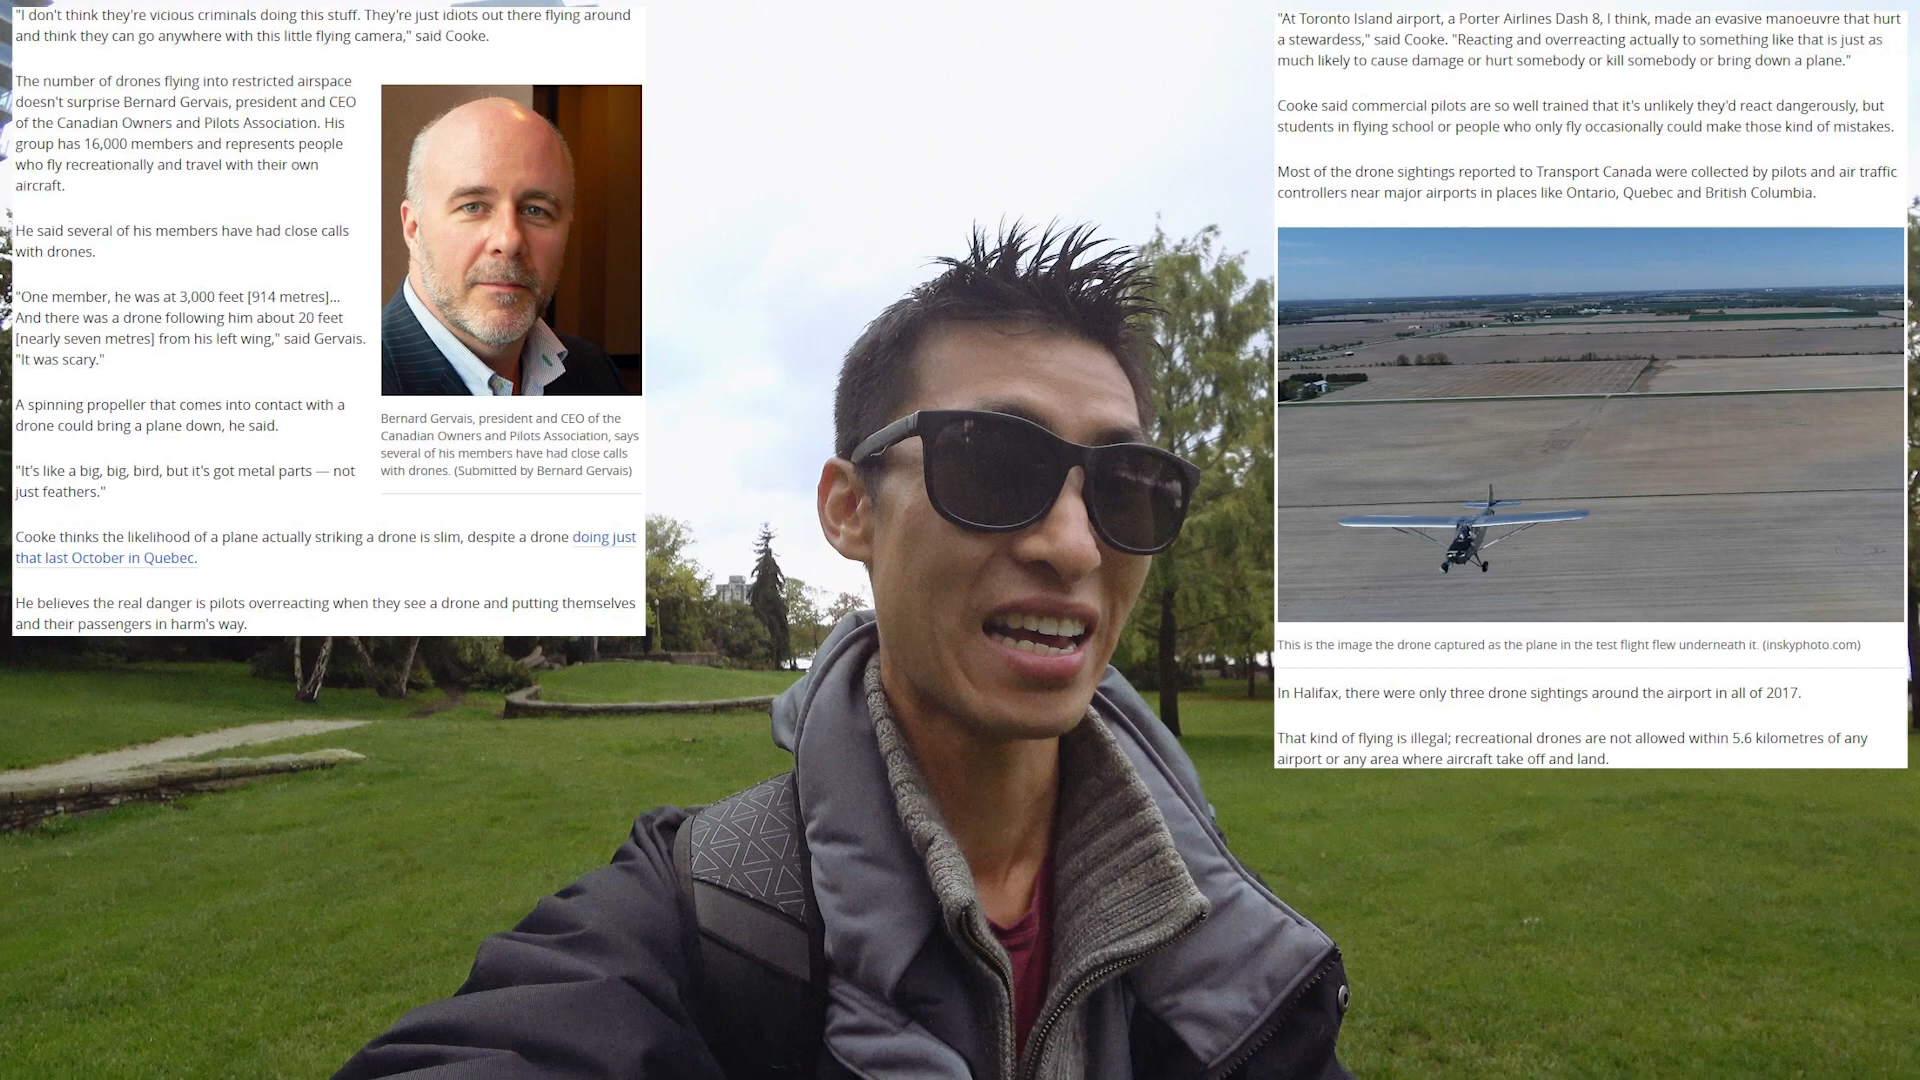 "I don't think they're vicious criminals doing this stuff. They're just idiots out there flying around
and think they can go anywhere with this little flying camera," said Cooke.
The number of drones flying into restricted airspace
doesn't surprise Bernard Gervais, president and CEO
of the Canadian Owners and Pilots Association. His
group has 16,000 members and represents people
who fly recreationally and travel with their own
aircraft.
He said several of his members have had close calls
with drones.
"One member, he was at 3,000 feet [914 metres]...
And there was a drone following him about 20 feet
[nearly seven metres] from his left wing," said Gervais.
"It was scary."
A spinning propeller that comes into contact with a
drone could bring a plane down, he said.
"It's like a big, big, bird, but it's got metal parts — not
just feathers."
Bernard Gervais, president and CEO of the
Canadian Owners and Pilots Association, says
several of his members have had close calls
with drones. (Submitted by Bernard Gervais)
Cooke thinks the likelihood of a plane actually striking a drone is slim, despite a drone doing just
that last October in Quebec.
He believes the real danger is pilots overreacting when they see a drone and putting themselves
and their passengers in harm's way.
"At Toronto Island airport, a Porter Airlines Dash 8, I think, made an evasive manoeuvre that hurt
a stewardess," said Cooke. "Reacting and overreacting actually to something like that is just as
much likely to cause damage or hurt somebody or kill somebody or bring down a plane."
Cooke said commercial pilots are so well trained that it's unlikely they'd react dangerously, but
students in flying school or people who only fly occasionally could make those kind of mistakes.
Most of the drone sightings reported to Transport Canada were collected by pilots and air traffic
controllers near major airports in places like Ontario, Quebec and British Columbia.
This is the image the drone captured as the plane in the test flight flew underneath it. (inskyphoto.com)
In Halifax, there were only three drone sightings around the airport in all of 2017.
That kind of flying is illegal; recreational drones are not allowed within 5.6 kilometres of any
airport or any area where aircraft take off and land.